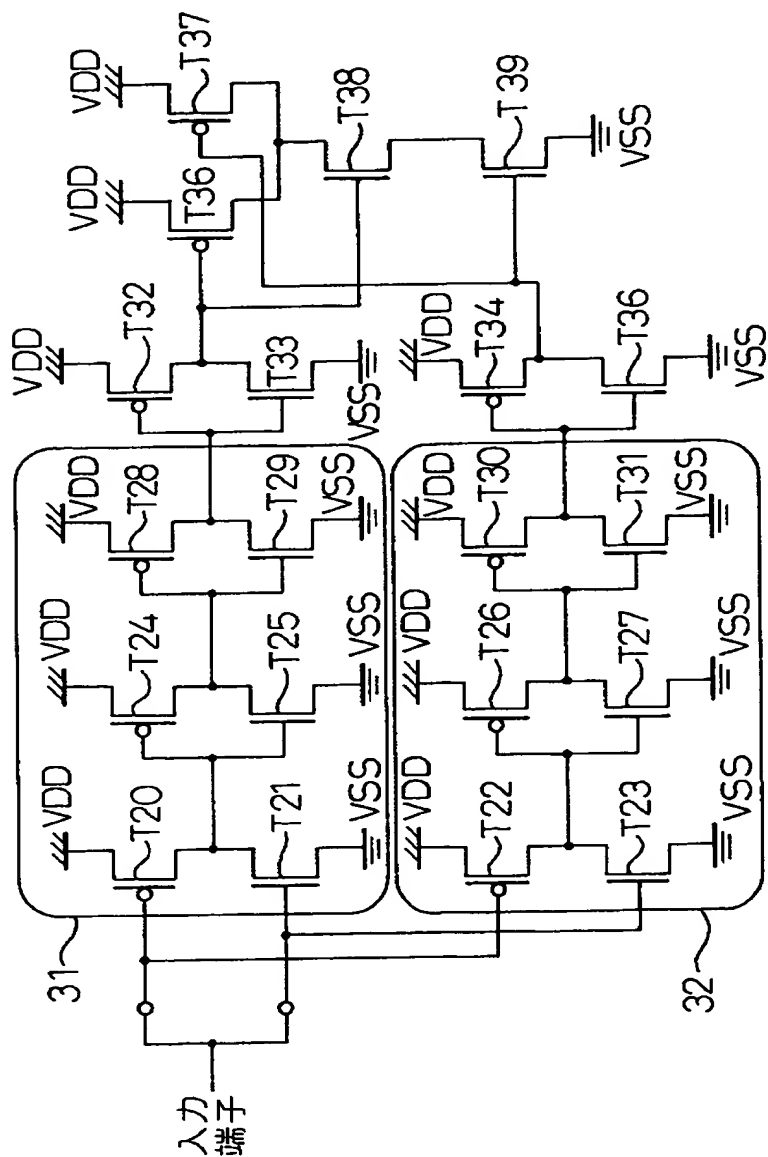 入力
端子
31
VDD
T20
T21
VSS
VDD
T24
T25
VSS
VDD
T28
T29
VSS
VDD
T32
T33
VSS
32
VDD
T22
T23
VSS
VDD
T26
T27
VSS
VDD
T30
T31
VSS
VDD
T34
T36
VSS
VDD
T36
VDD
T37
T38
T39
VSS